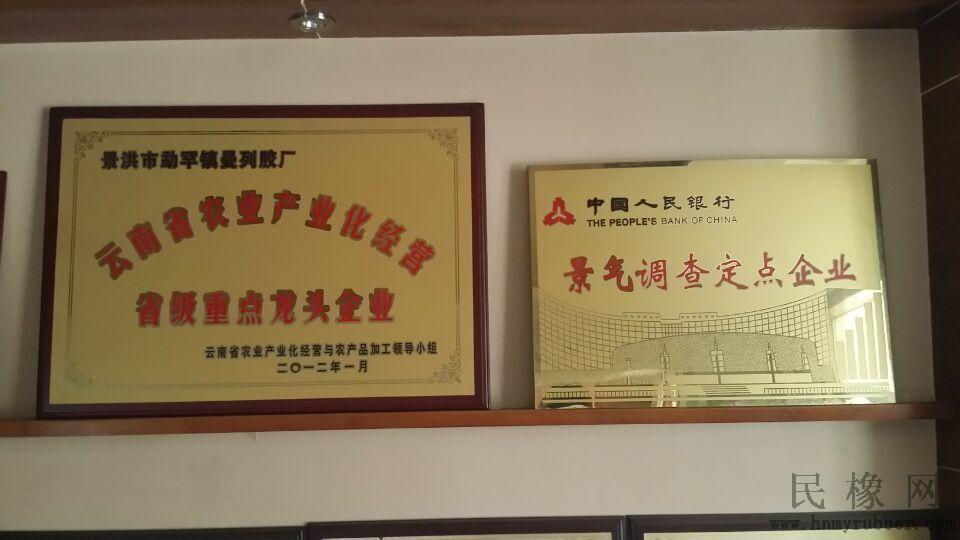 景洪市勐罕镇曼列胶厂
云南省农业产业化经营
省级重点龙头企业
云南省农业产业化经营与农产品加工领导小组
二〇一二年一月
中国人民银行
THE PEOPLE'S BANK OF CHINA
景气调查定点企业
民橡网
www.hnmyrubber.com